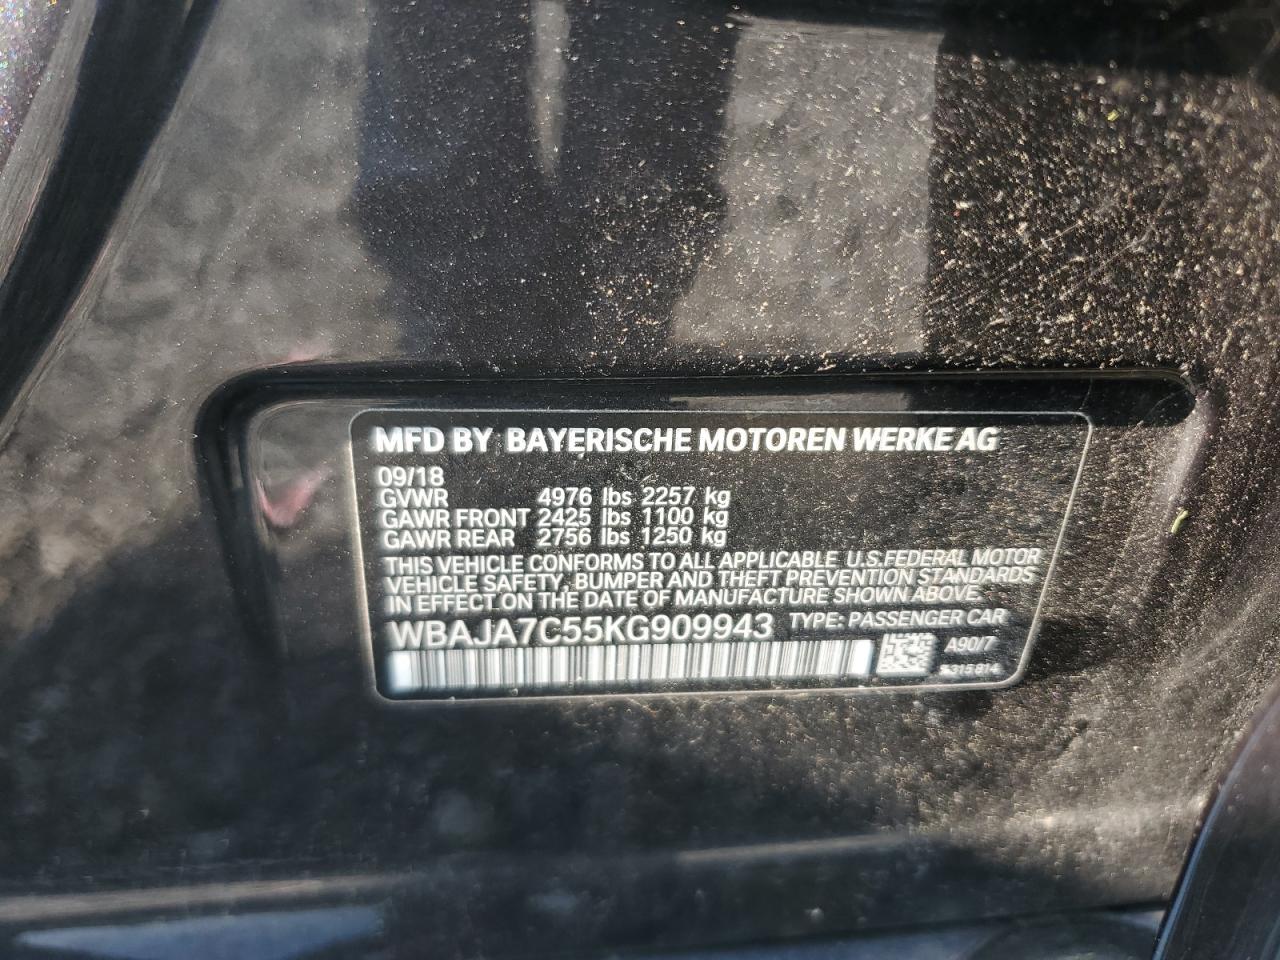 MFD BY BAYERISCHE MOTOREN WERKE AG
09/18
GVWR 4976 lbs 2257 kg
GAWR FRONT 2425 lbs 1100 kg
GAWR REAR 2756 lbs 1250 kg
THIS VEHICLE CONFORMS TO ALL APPLICABLE U.S.FEDERAL MOTOR
VEHICLE SAFETY, BUMPER AND THEFT PREVENTION STANDARDS
IN EFFECT ON THE DATE OF MANUFACTURE SHOWN ABOVE.
WBAJA7C55KG909943 TYPE: PASSENGER CAR
A90/7